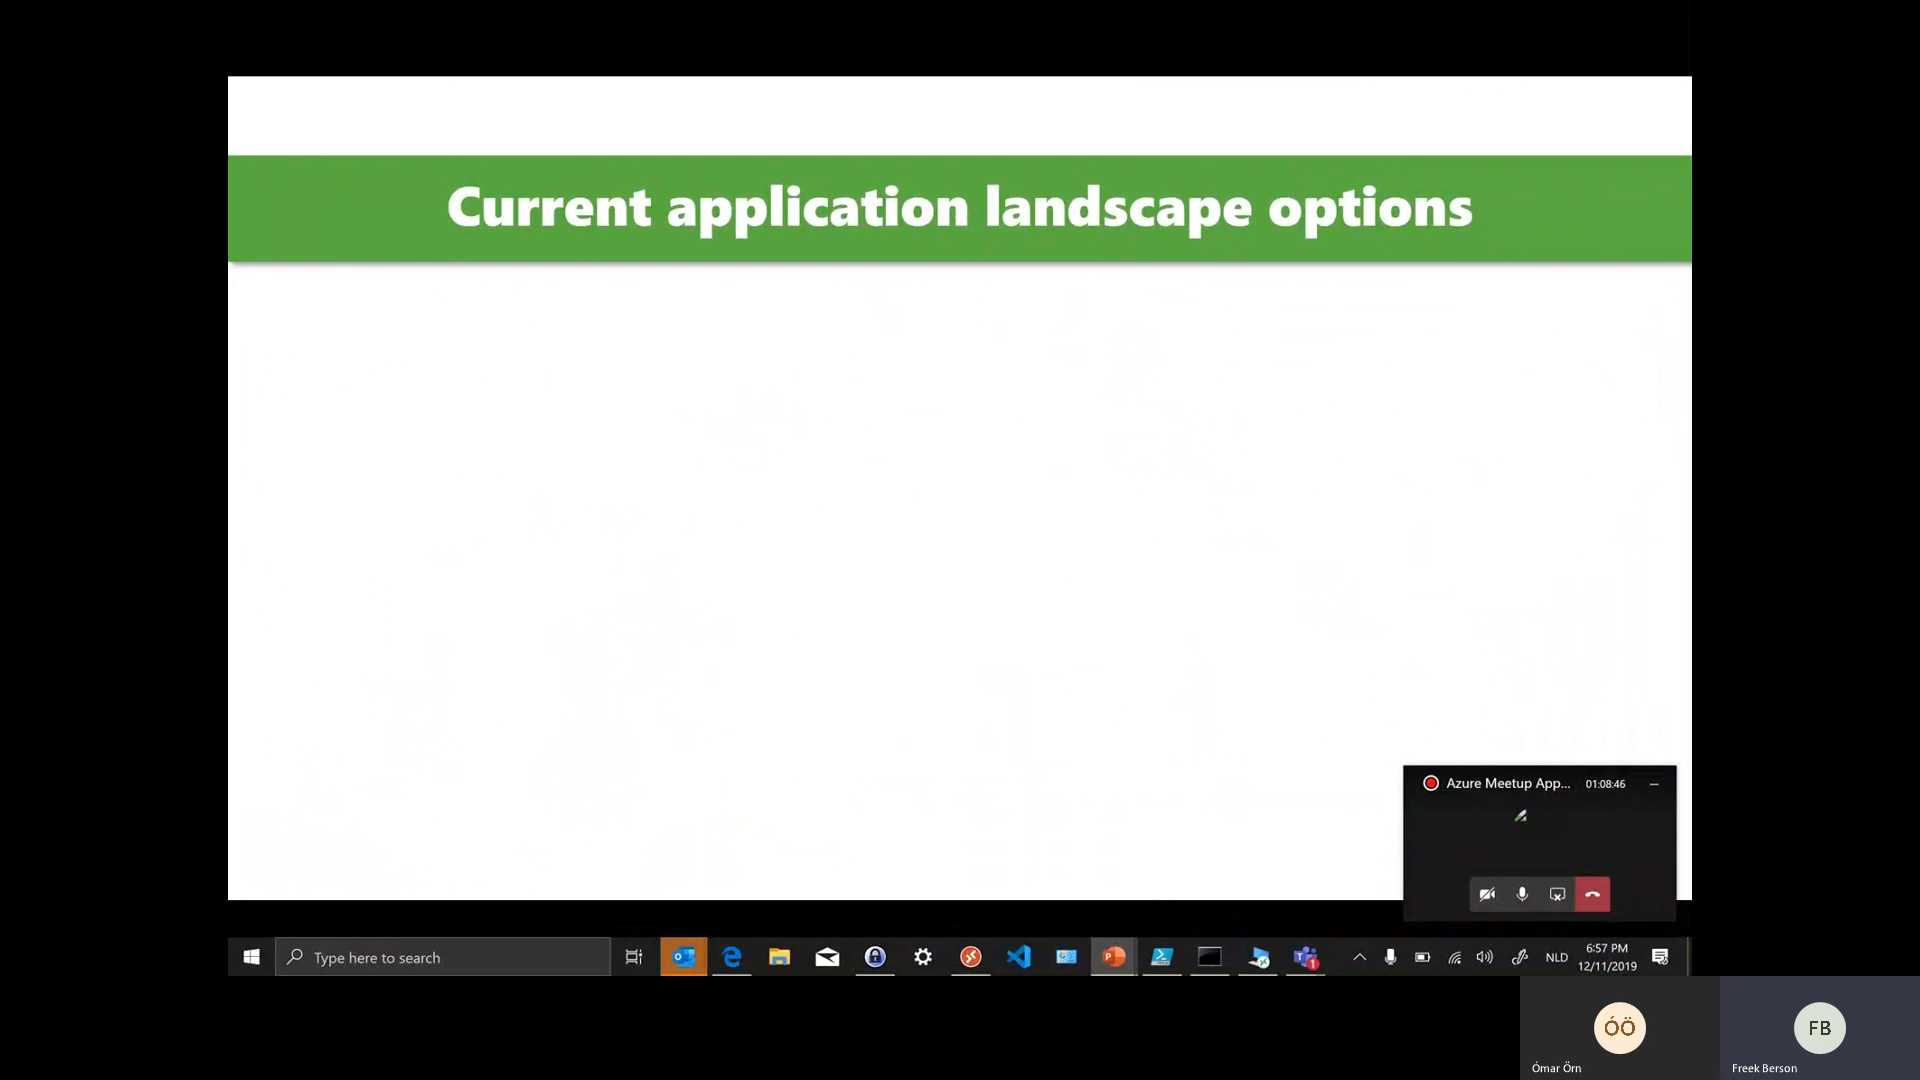 Current application landscape options
Azure Meetup App... 01:08:46
Type here to search
NLD
6:57 PM
12/11/2019
ÓÖ
Ómar Örn
FB
Freek Berson